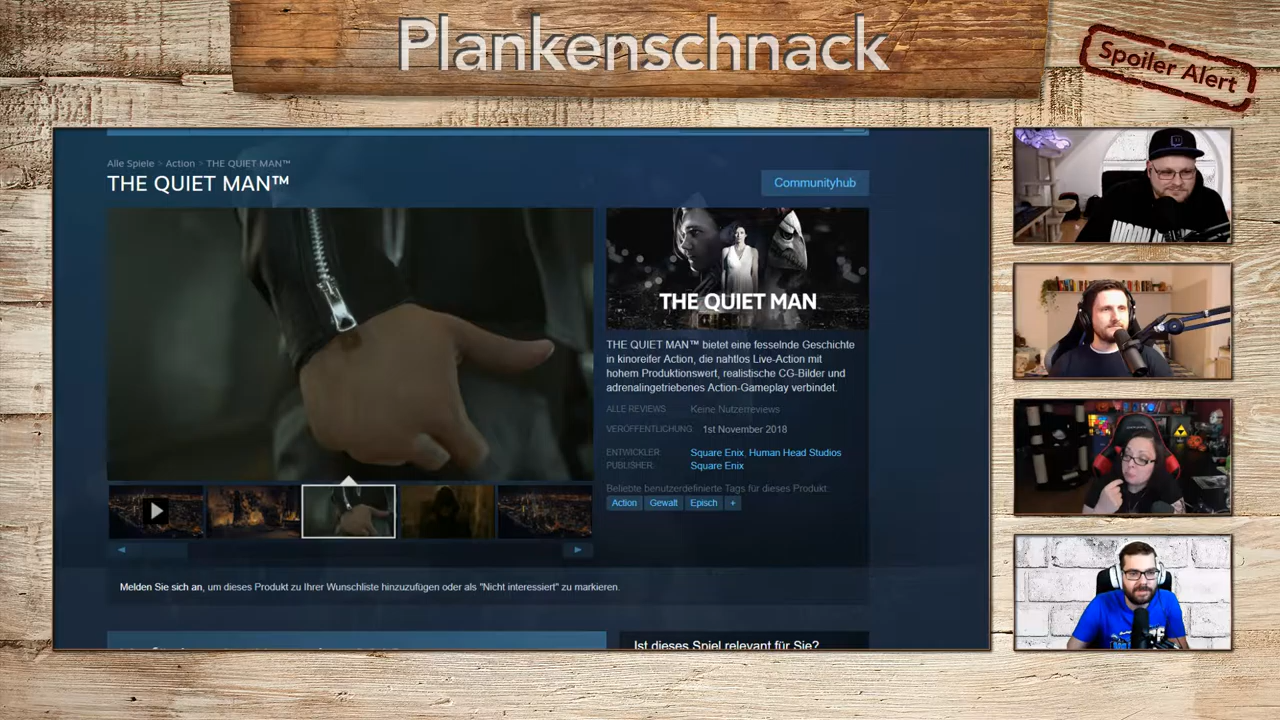 Plankenschnack
Spoiler Alert
Alle Spiele > Action > THE QUIET MAN™
THE QUIET MAN™
Communityhub
THE QUIET MAN
THE QUIET MAN™ bietet eine fesselnde Geschichte
in kinoreifer Action, die nahtlos Live-Action mit
hohem Produktionswert, realistische CG-Bilder und
adrenalingetriebenes Action-Gameplay verbindet.
ALLE REVIEWS Keine Nutzerreviews
VERÖFFENTLICHUNG 1st November 2018
ENTWICKLER: Square Enix, Human Head Studios
PUBLISHER: Square Enix
Beliebte benutzerdefinierte Tags für dieses Produkt:
Action Gewalt Episch +
Melden Sie sich an, um dieses Produkt zu Ihrer Wunschliste hinzuzufügen oder als "Nicht interessiert" zu markieren.
Ist dieses Spiel relevant für Sie?